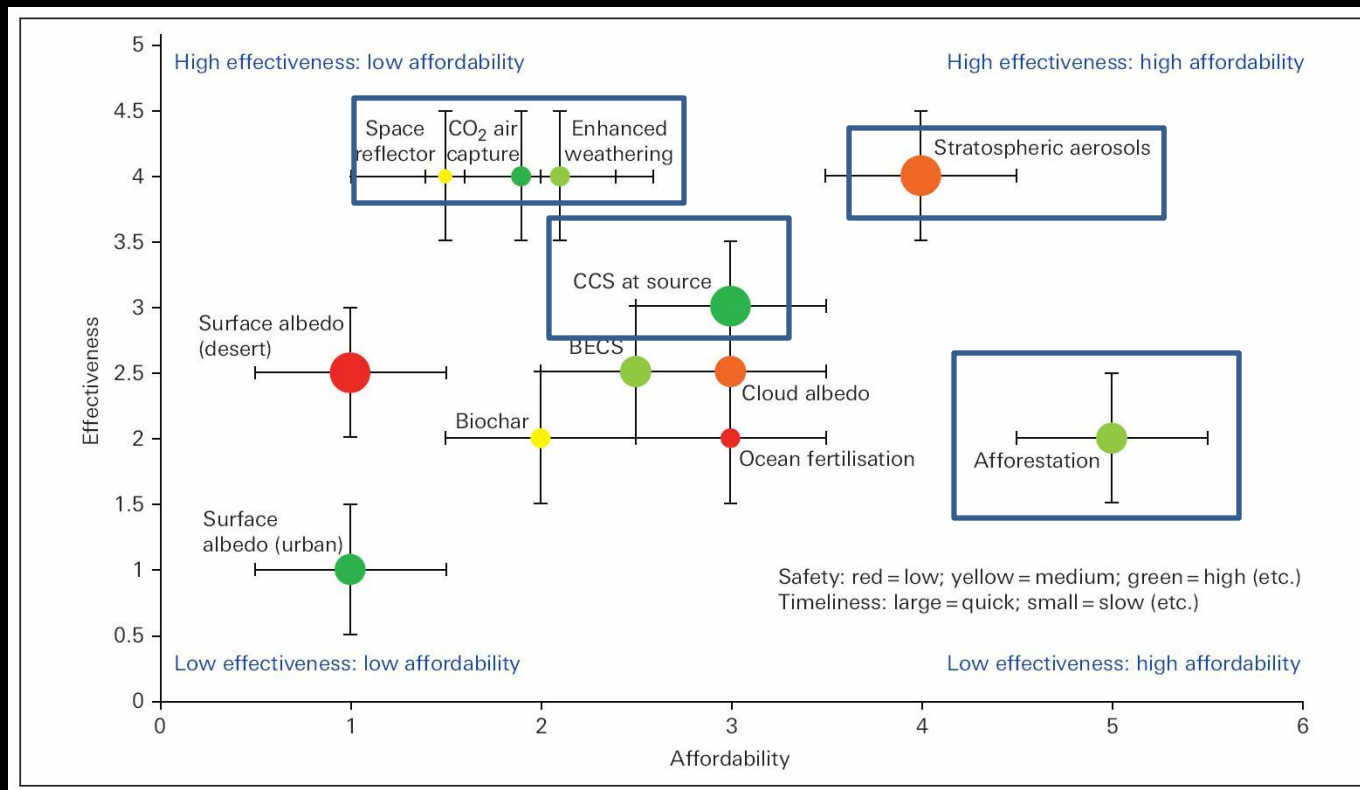 5
High effectiveness: low affordability
High effectiveness: high affordability
4.5
Space
reflector
CO₂ air
capture
Enhanced
weathering
Stratospheric aerosols
4
3.5
CCS at source
3
Surface albedo
(desert)
BECS
2.5
Cloud albedo
Biochar
2
Ocean fertilisation
Afforestation
1.5
Surface
albedo (urban)
1
Safety: red = low; yellow = medium; green = high (etc.)
Timeliness: large = quick; small = slow (etc.)
0.5
Low effectiveness: low affordability
Low effectiveness: high affordability
0
Effectiveness
0 1 2 3 4 5 6
Affordability